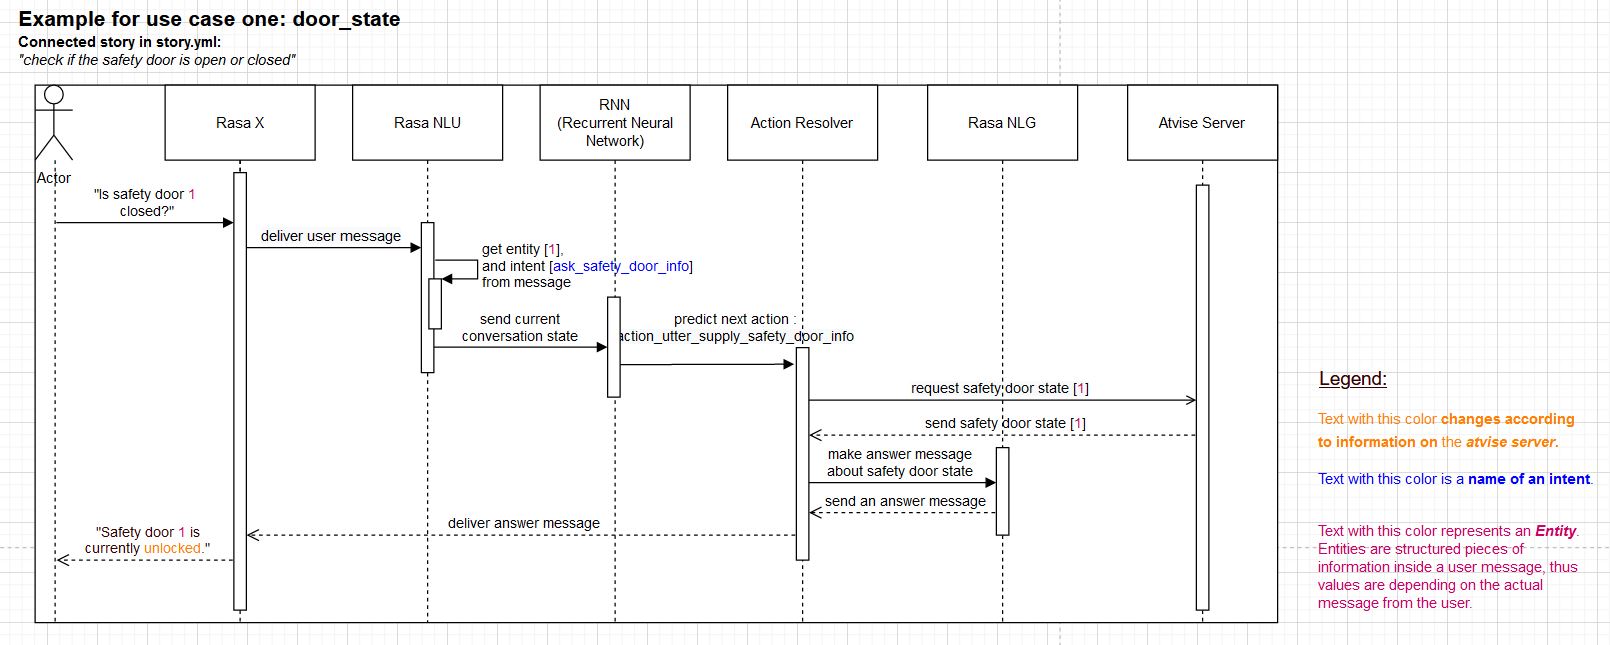 Example for use case one: door_state
Connected story in story.yml:
"check if the safety door is open or closed"
Actor
Rasa X
Rasa NLU
RNN
(Recurrent Neural
Network)
Action Resolver
Rasa NLG
Atvise Server
"Is safety door 1
closed?"
deliver user message
get entity [1],
and intent [ask_safety_door_info]
from message
send current
conversation state
predict next action :
action_utter_supply_safety_door_info
request safety door state [1]
send safety door state [1]
make answer message
about safety door state
send an answer message
deliver answer message
"Safety door 1 is
currently unlocked."
Legend:
Text with this color changes according
to information on the atvise server.
Text with this color is a name of an intent.
Text with this color represents an Entity.
Entities are structured pieces of
information inside a user message, thus
values are depending on the actual
message from the user.